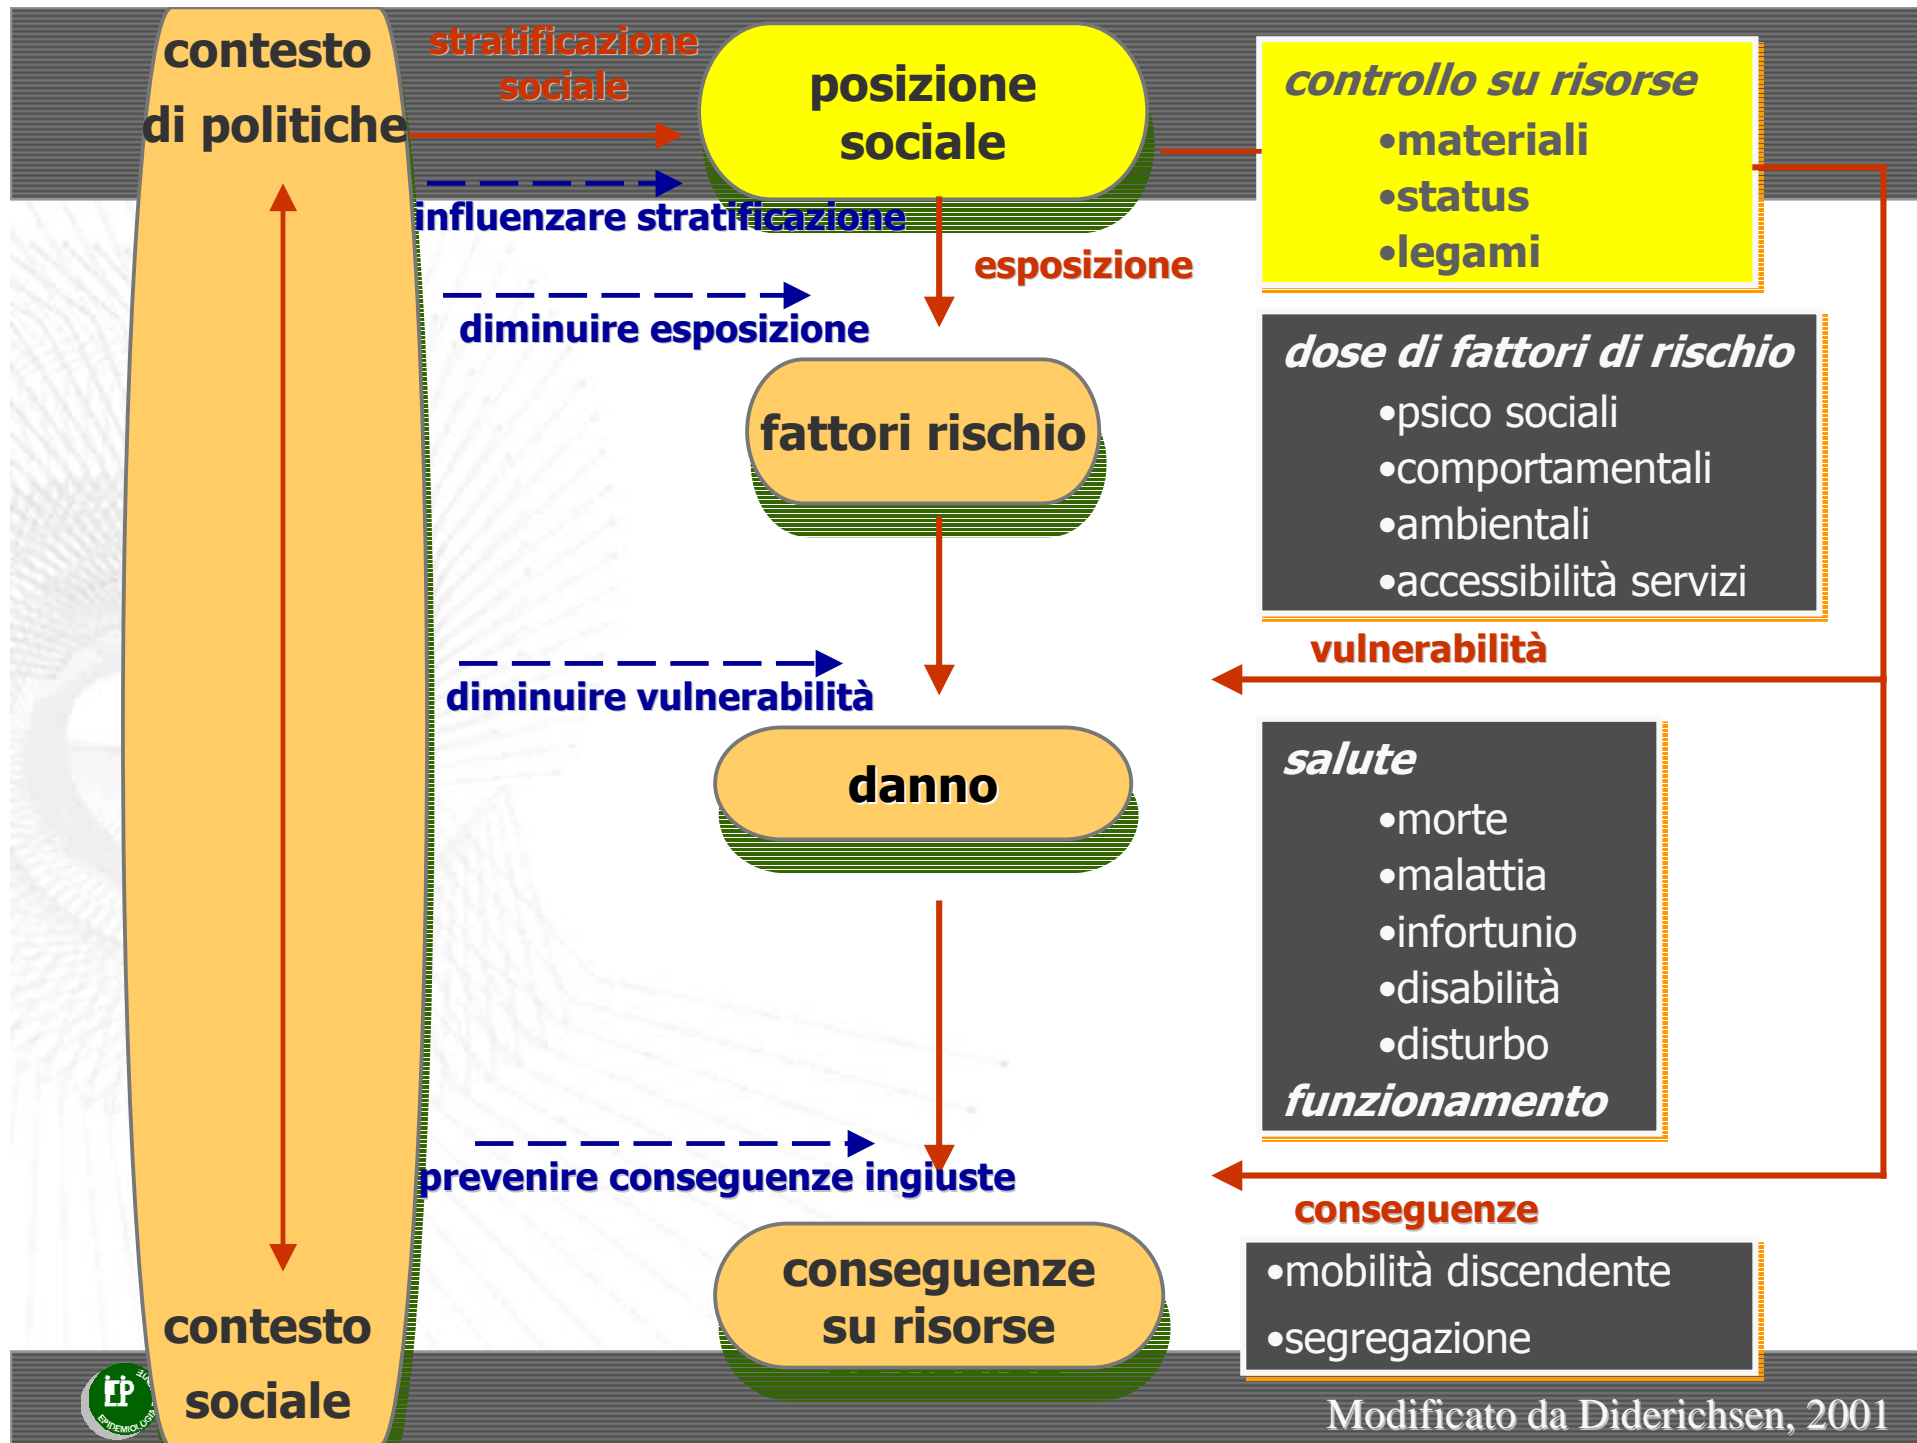 contesto
di politiche
stratificazione
sociale
posizione
sociale
controllo su risorse
•materiali
•status
•legami
influenzare stratificazione
esposizione
diminuire esposizione
fattori rischio
dose di fattori di rischio
•psico sociali
•comportamentali
•ambientali
•accessibilità servizi
vulnerabilità
diminuire vulnerabilità
danno
salute
•morte
•malattia
•infortunio
•disabilità
•disturbo
funzionamento
prevenire conseguenze ingiuste
conseguenze
conseguenze
su risorse
•mobilità discendente
•segregazione
contesto
sociale
Modificato da Diderichsen, 2001